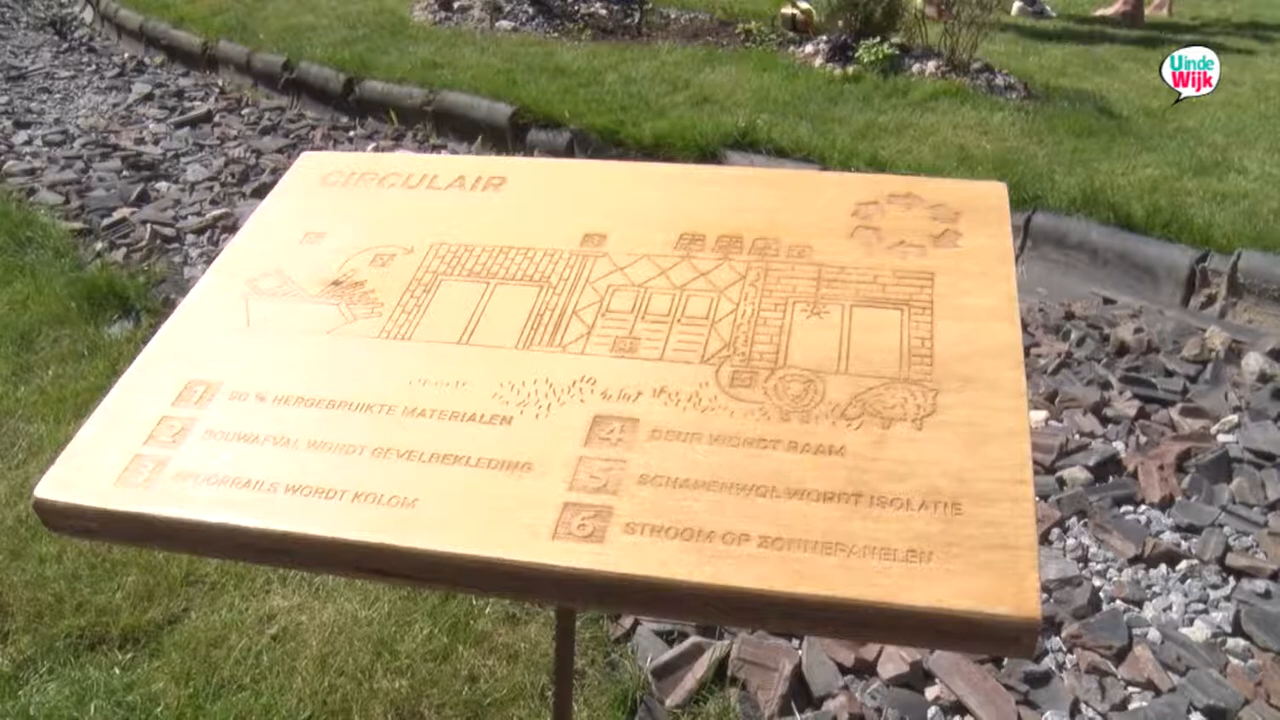 Uinde
Wijk
CIRCULAIR
1 90 % HERGEBRUIKTE MATERIALEN
2 BOUWAFVAL WORDT GEVELBEKLEDING
3 SPOORRAILS WORDT KOLOM
4 DEUR WORDT RAAM
5 SCHAPENWOL WORDT ISOLATIE
6 STROOM OP ZONNEPANELEN